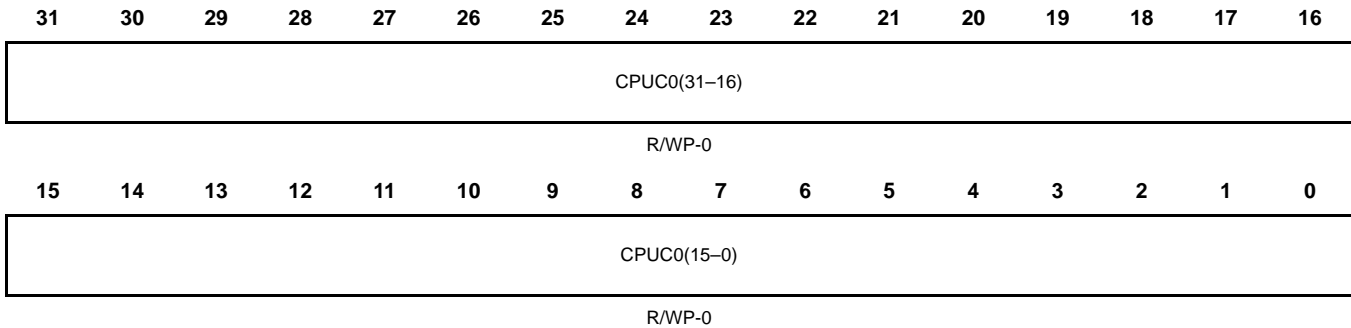 31 30 29 28 27 26 25 24 23 22 21 20 19 18 17 16
CPUC0(31–16)
R/WP-0
15 14 13 12 11 10 9 8 7 6 5 4 3 2 1 0
CPUC0(15–0)
R/WP-0